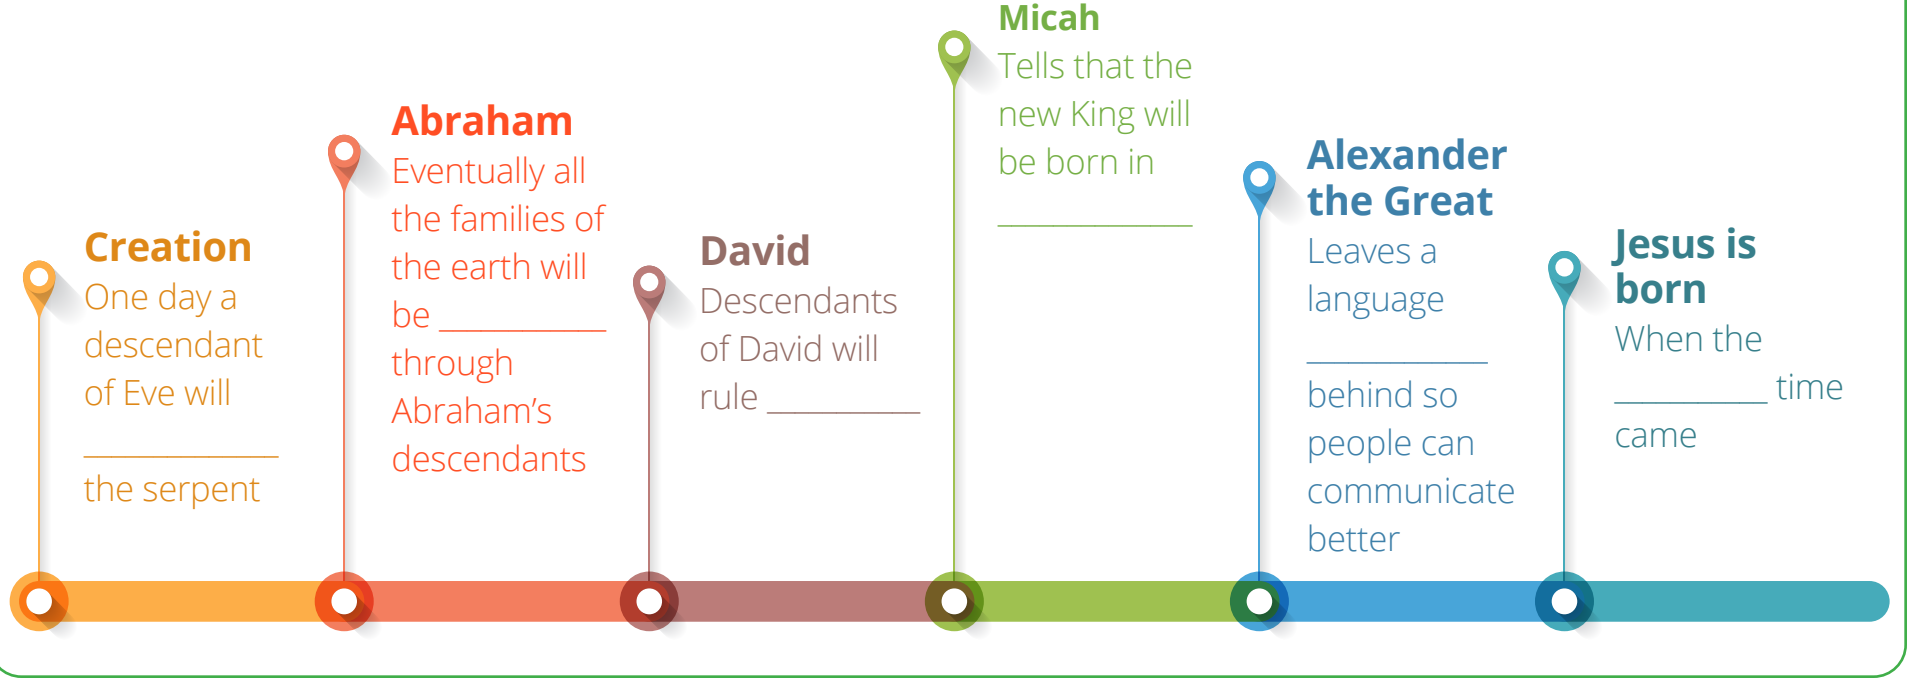 Creation
One day a
descendant
of Eve will
______________
the serpent
Abraham
Eventually all
the families of
the earth will
be ____________
through
Abraham’s
descendants
David
Descendants
of David will
rule ___________
Micah
Tells that the
new King will
be born in
______________
Alexander
the Great
Leaves a
language
_____________
behind so
people can
communicate
better
Jesus is
born
When the
___________ time
came